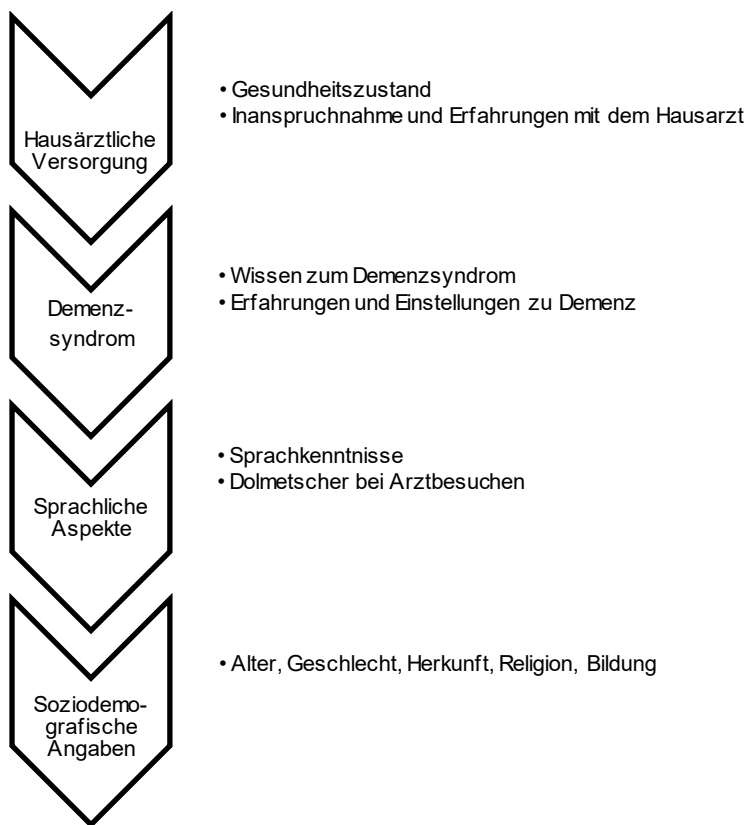 Hausärztliche
Versorgung
• Gesundheitszustand
• Inanspruchnahme und Erfahrungen mit dem Hausarzt
Demenz-
syndrom
• Wissen zum Demenzsyndrom
• Erfahrungen und Einstellungen zu Demenz
Sprachliche
Aspekte
• Sprachkenntnisse
• Dolmetscher bei Arztbesuchen
Soziodemo-
grafische
Angaben
• Alter, Geschlecht, Herkunft, Religion, Bildung